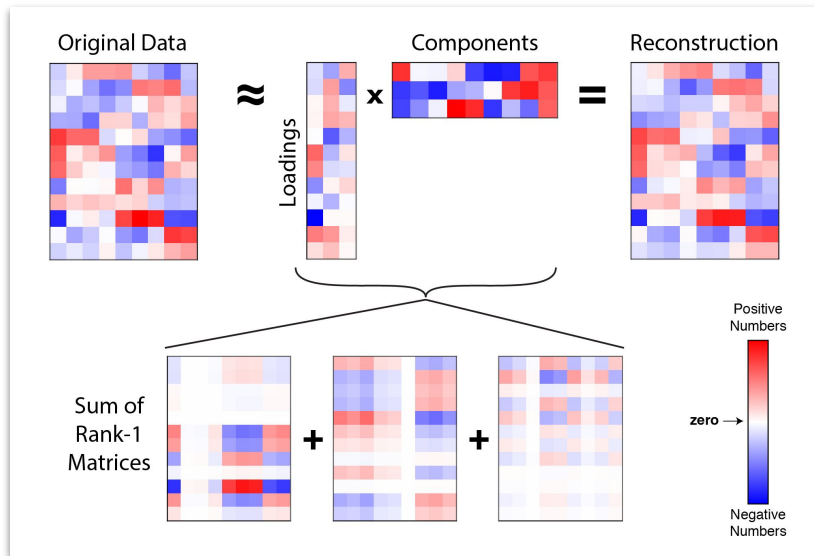 Original Data
Components
Reconstruction
≈
x
=
Loadings
Sum of
Rank-1
Matrices
+
+
Positive
Numbers
zero →
Negative
Numbers